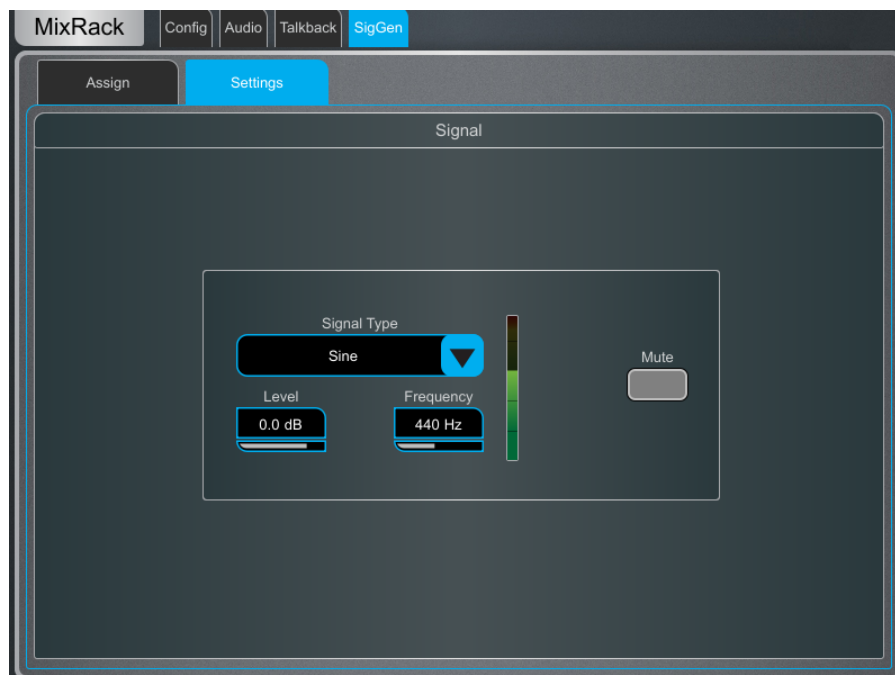 MixRack Config Audio Talkback SigGen
Assign Settings
Signal
Signal Type
Sine
Mute
Level Frequency
0.0 dB 440 Hz